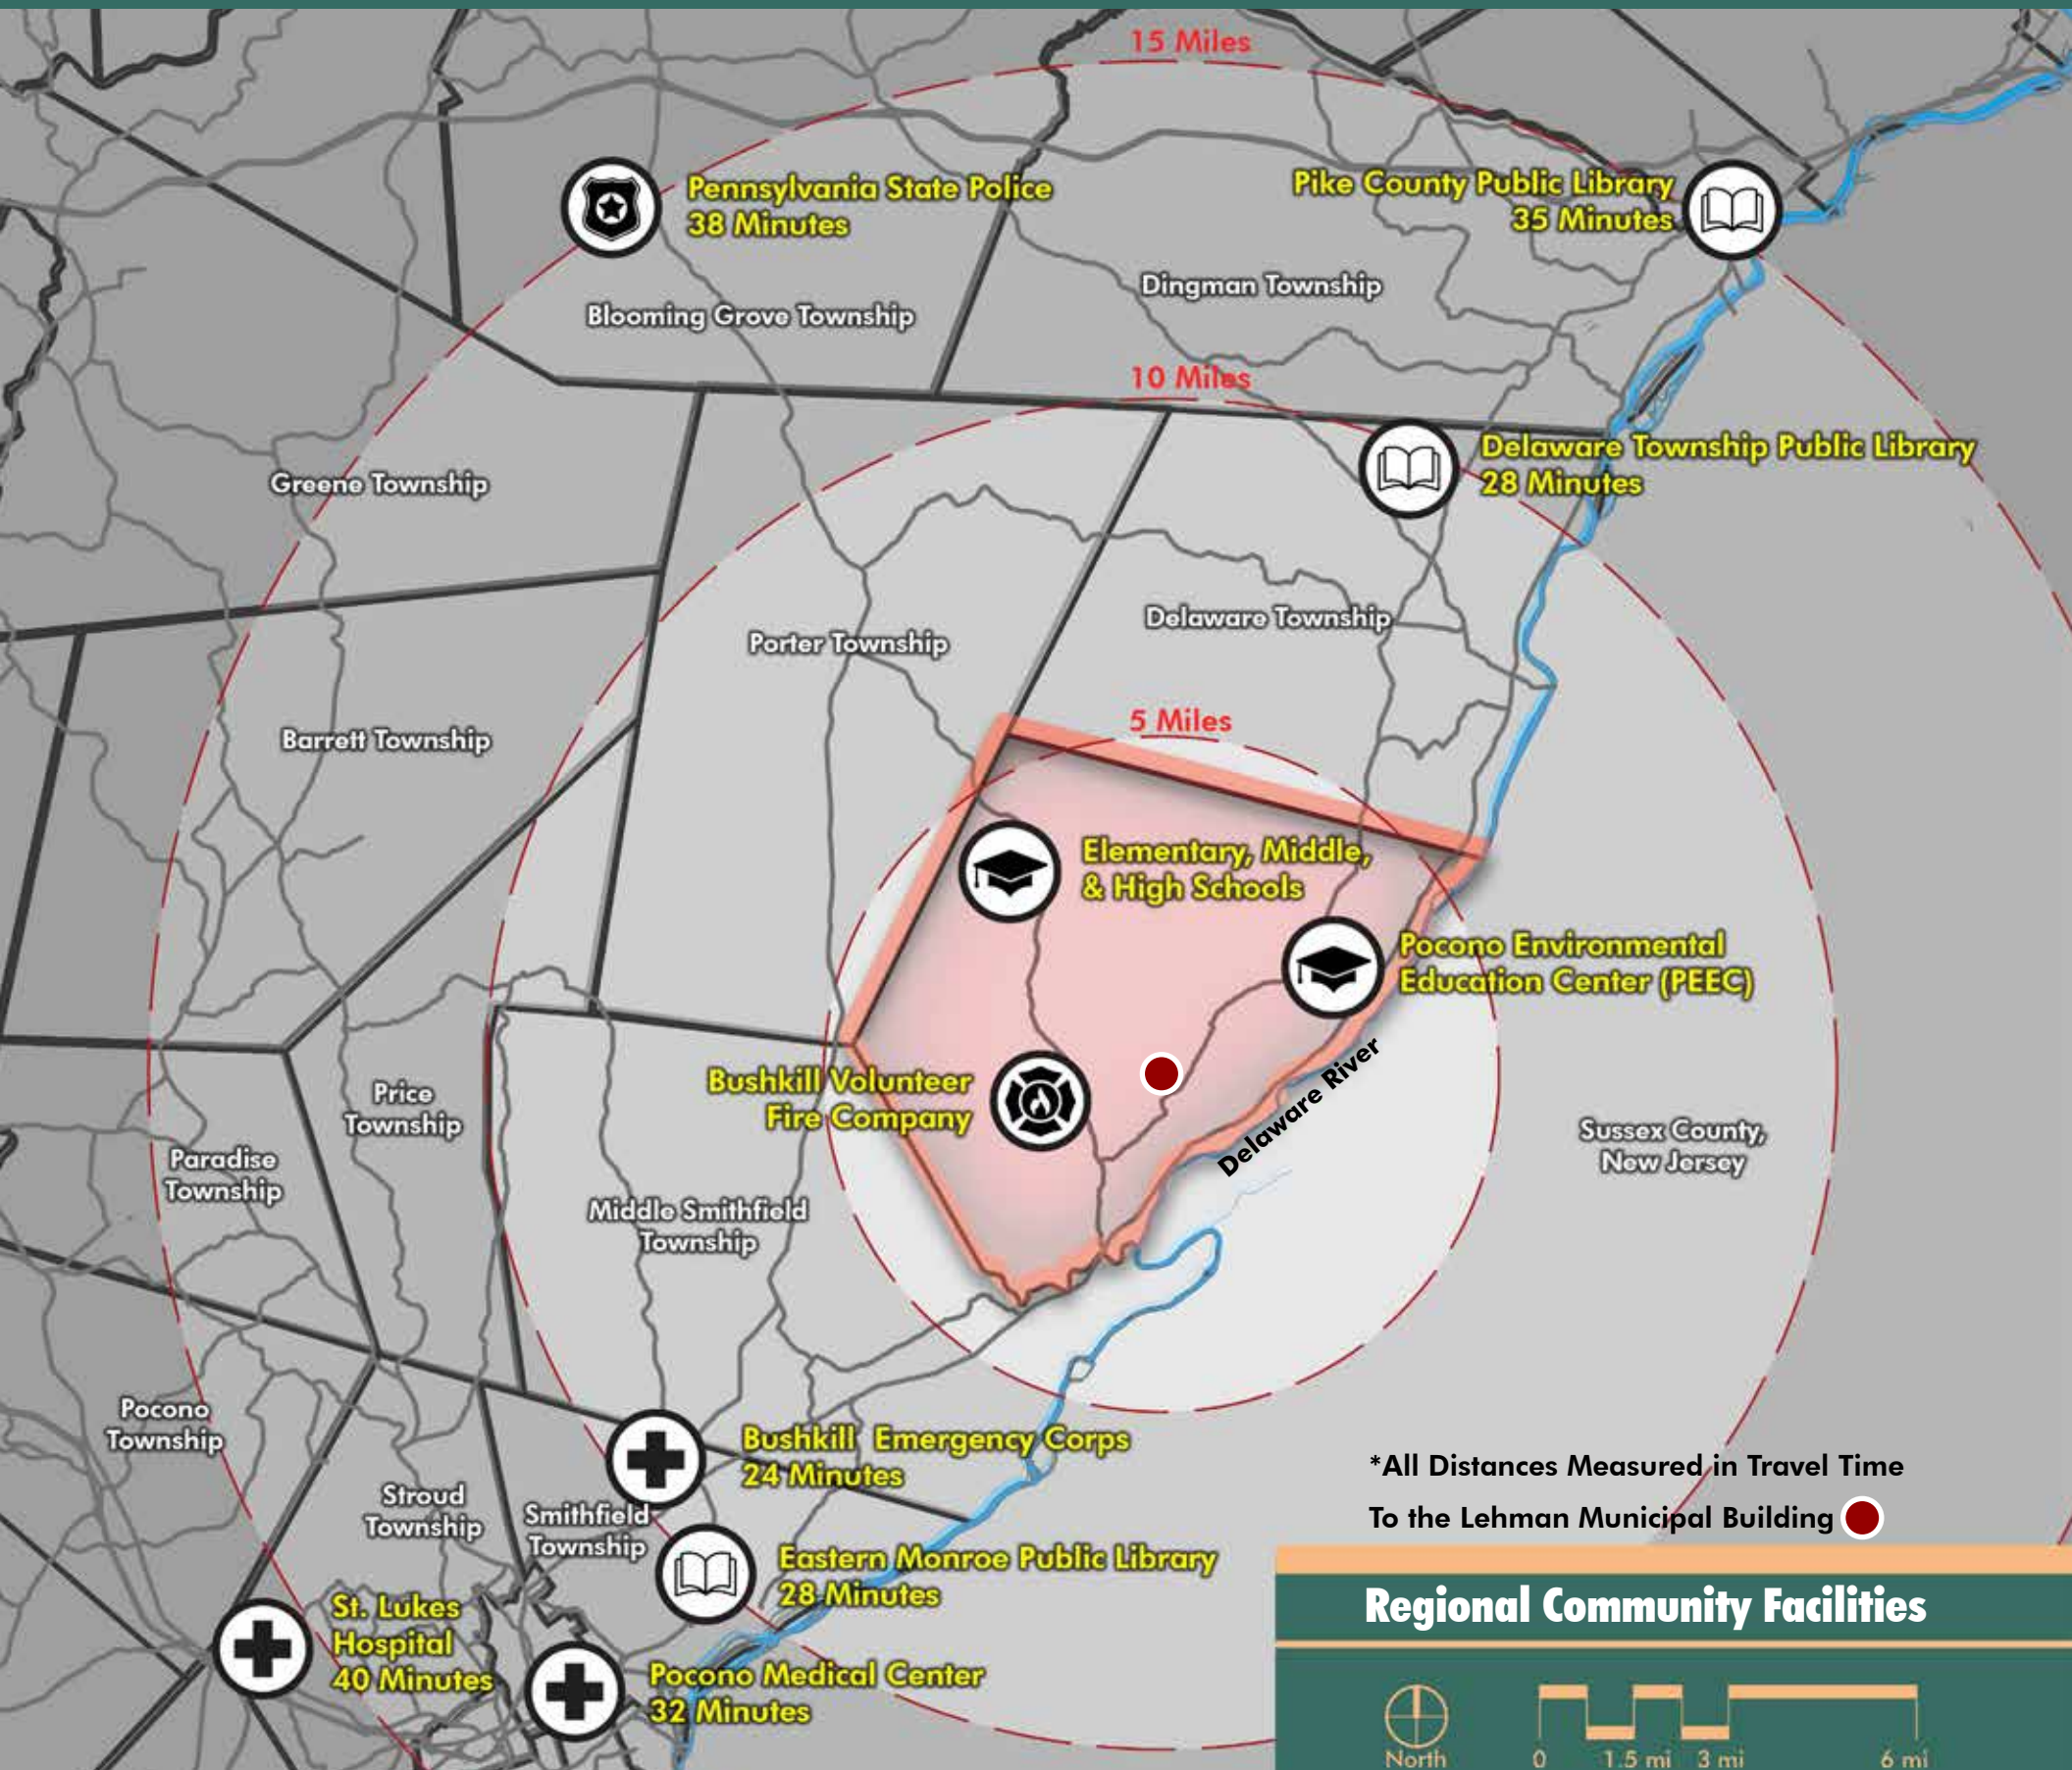 15 Miles
Pennsylvania State Police
38 Minutes
Pike County Public Library
35 Minutes
Dingman Township
Blooming Grove Township
10 Miles
Delaware Township Public Library
28 Minutes
Greene Township
Delaware Township
Porter Township
5 Miles
Barrett Township
Elementary, Middle,
& High Schools
Pocono Environmental
Education Center (PEEC)
Bushkill Volunteer
Fire Company
Delaware River
Price
Township
Sussex County,
New Jersey
Paradise
Township
Middle Smithfield
Township
Pocono
Township
Bushkill Emergency Corps
24 Minutes
*All Distances Measured in Travel Time
To the Lehman Municipal Building
Stroud
Township
Smithfield
Township
Eastern Monroe Public Library
28 Minutes
St. Lukes
Hospital
40 Minutes
Pocono Medical Center
32 Minutes
Regional Community Facilities
North
0 1.5 mi 3 mi 6 mi